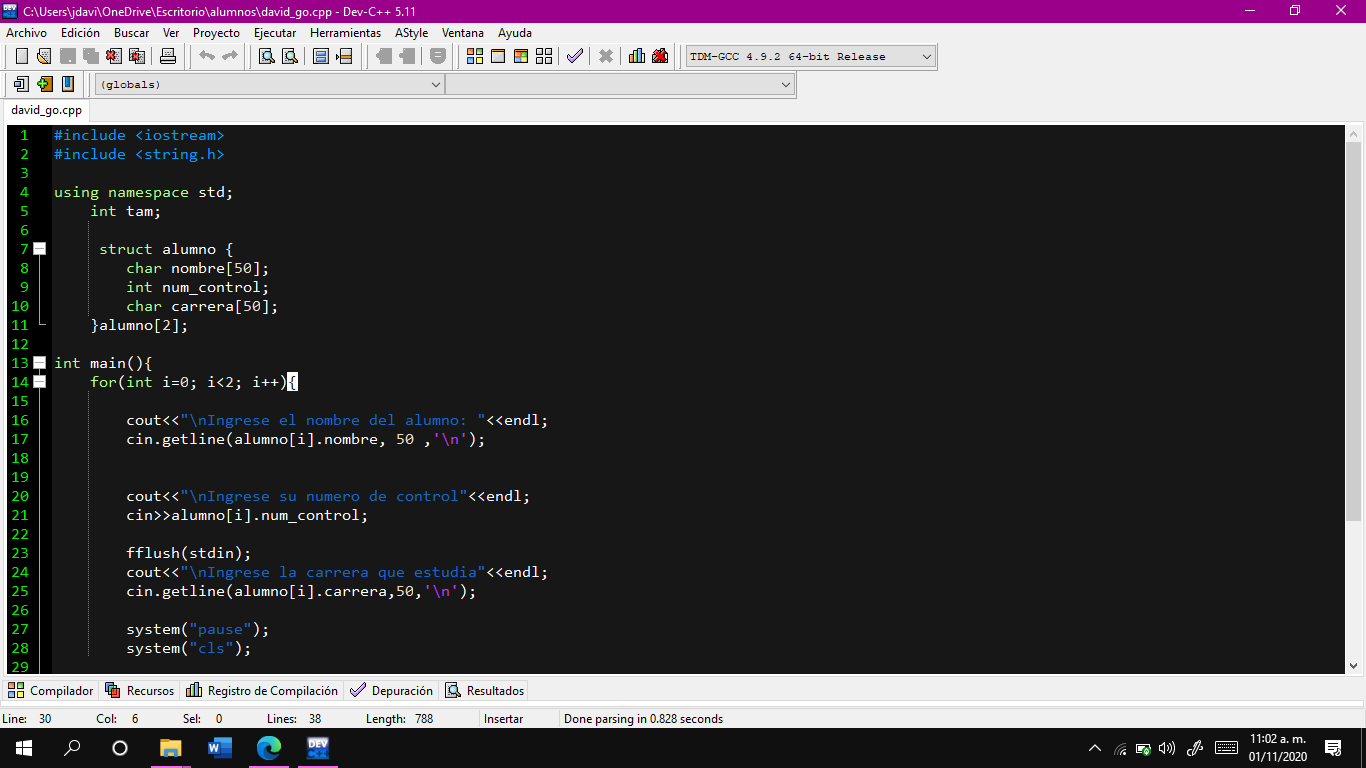 C:\Users\jdavi\OneDrive\Escritorio\alumnos\david_go.cpp - Dev-C++ 5.11
Archivo Edición Buscar Ver Proyecto Ejecutar Herramientas AStyle Ventana Ayuda
TDM-GCC 4.9.2 64-bit Release
(globals)
david_go.cpp
1 #include <iostream>
2 #include <string.h>
3
4 using namespace std;
5 int tam;
6
7 struct alumno {
8 char nombre[50];
9 int num_control;
10 char carrera[50];
11 }alumno[2];
12
13 int main(){
14 for(int i=0; i<2; i++){
15
16 cout<<"\nIngrese el nombre del alumno: "<<endl;
17 cin.getline(alumno[i].nombre, 50 ,'\n');
18
19
20 cout<<"\nIngrese su numero de control"<<endl;
21 cin>>alumno[i].num_control;
22
23 fflush(stdin);
24 cout<<"\nIngrese la carrera que estudia"<<endl;
25 cin.getline(alumno[i].carrera,50,'\n');
26
27 system("pause");
28 system("cls");
29
Compilador Recursos Registro de Compilación Depuración Resultados
Line: 30 Col: 6 Sel: 0 Lines: 38 Length: 788 Insertar Done parsing in 0.828 seconds
11:02 a. m.
01/11/2020